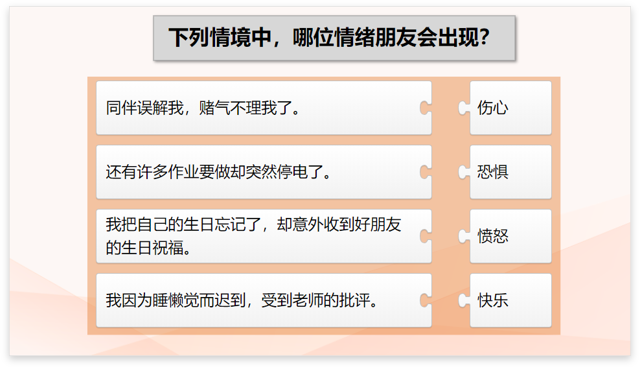 下列情境中，哪位情绪朋友会出现？
同伴误解我，赌气不理我了。
伤心
还有许多作业要做却突然停电了。
恐惧
我把自己的生日忘记了，却意外收到好朋友
的生日祝福。
愤怒
我因为睡懒觉而迟到，受到老师的批评。
快乐